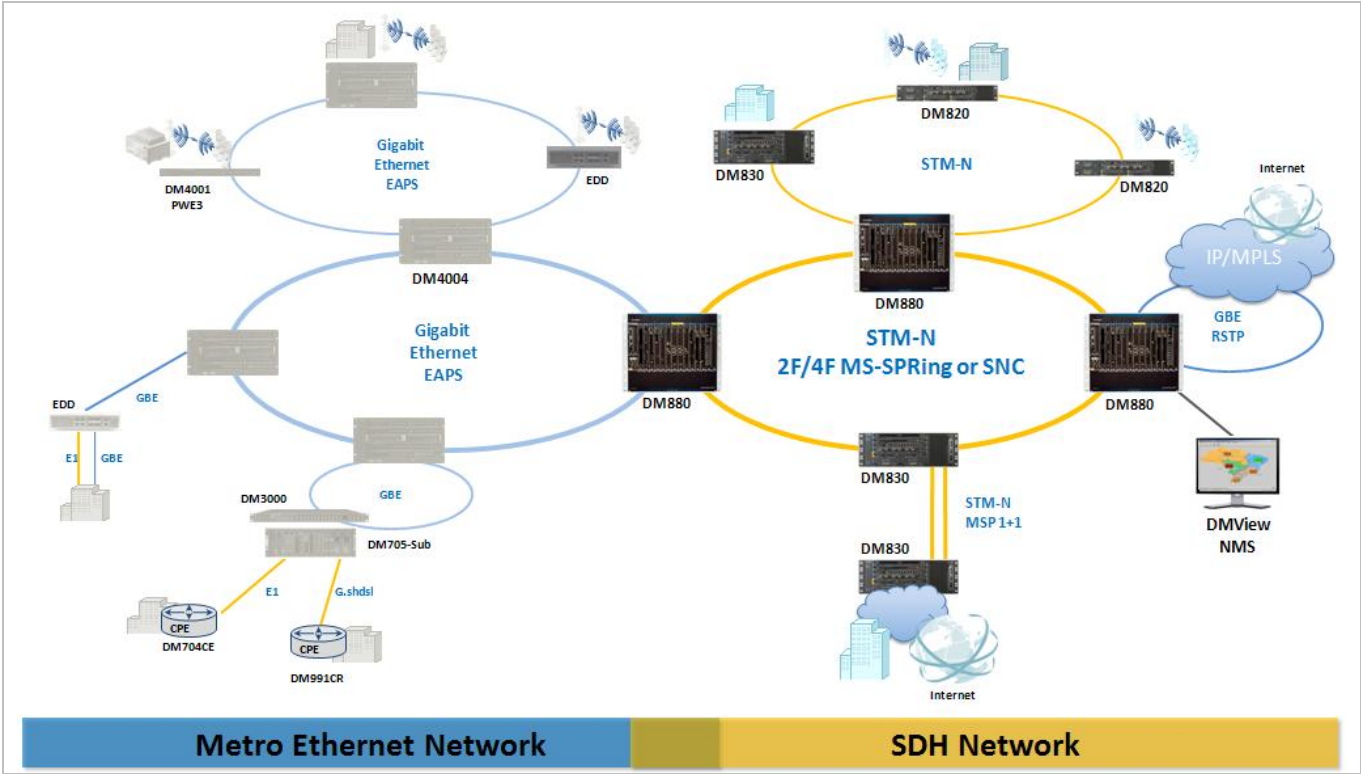 Gigabit
Ethernet
EAPS
DM4001
PWE3
EDD
DM4004
DM820
DM830
STM-N
DM820
Internet
IP/MPLS
GBE
RSTP
DM880
Gigabit
Ethernet
EAPS
STM-N
2F/4F MS-SPRing or SNC
DM880
DM880
GBE
EDD
E1
GBE
GBE
DM3000
DM705-Sub
E1
G.shdsl
CPE
DM704CE
CPE
DM991CR
DM830
STM-N
MSP 1+1
DM830
Internet
DMView
NMS
Metro Ethernet Network
SDH Network